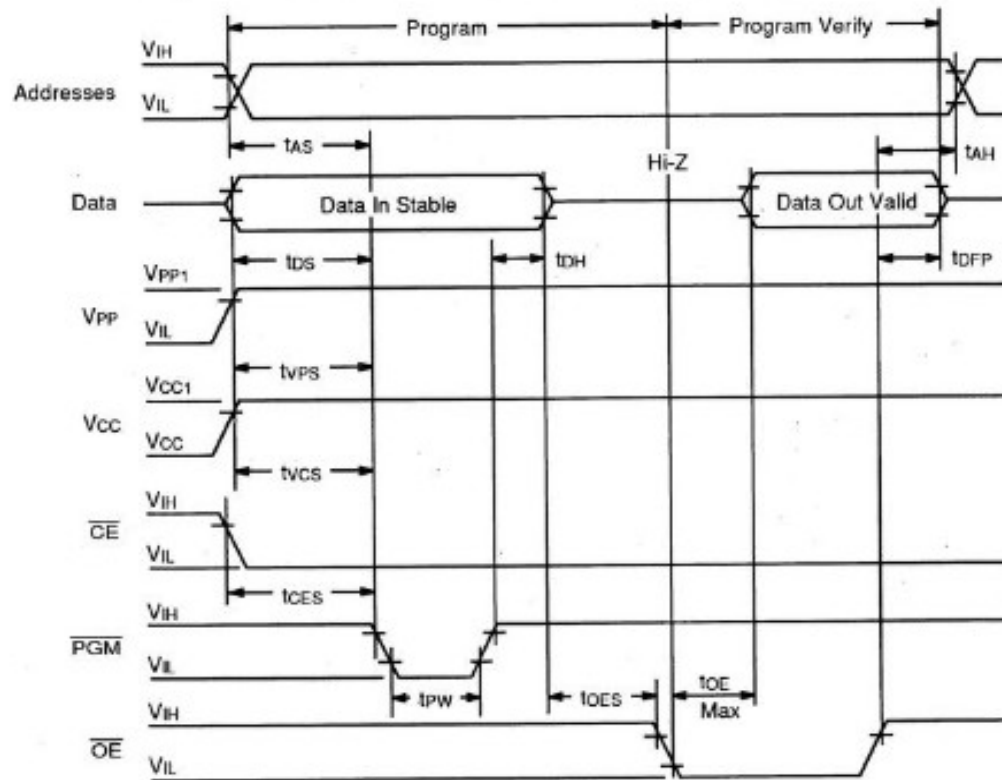 Program
Program Verify
VIH
Addresses
VIL
tAS
Hi-Z
tAH
Data
Data In Stable
Data Out Valid
tDS
tDH
tDFP
VPP1
VPP
VIL
tVPS
VCC1
VCC
VCC
tVCS
VIH
CE
VIL
tCES
VIH
PGM
VIL
tPW
tOES
tOE
Max
VIH
OE
VIL